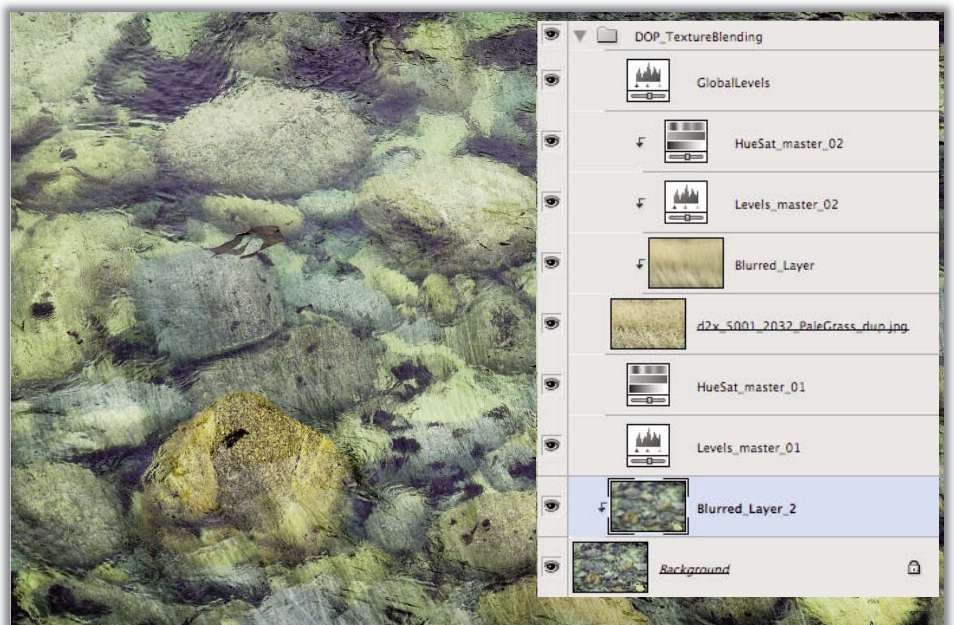 DOP_TextureBlending
GlobalLevels
HueSat_master_02
Levels_master_02
Blurred_Layer
d2x_5001_2032_PaleGrass_dup.jpg
HueSat_master_01
Levels_master_01
Blurred_Layer_2
Background